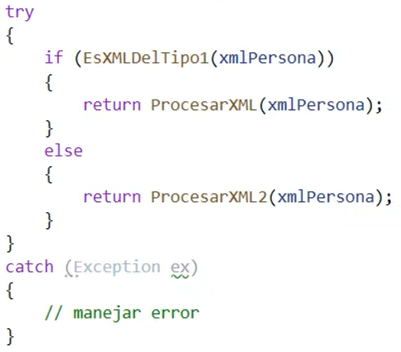 try
{
    if (EsXMLDelTipo1(xmlPersona))
    {
        return ProcesarXML(xmlPersona);
    }
    else
    {
        return ProcesarXML2(xmlPersona);
    }
}
catch (Exception ex)
{
    // manejar error
}